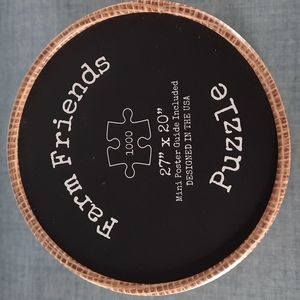 Farm Friends
1000
27” x 20”
Mini Poster Guide Included
DESIGNED IN THE USA
Puzzle